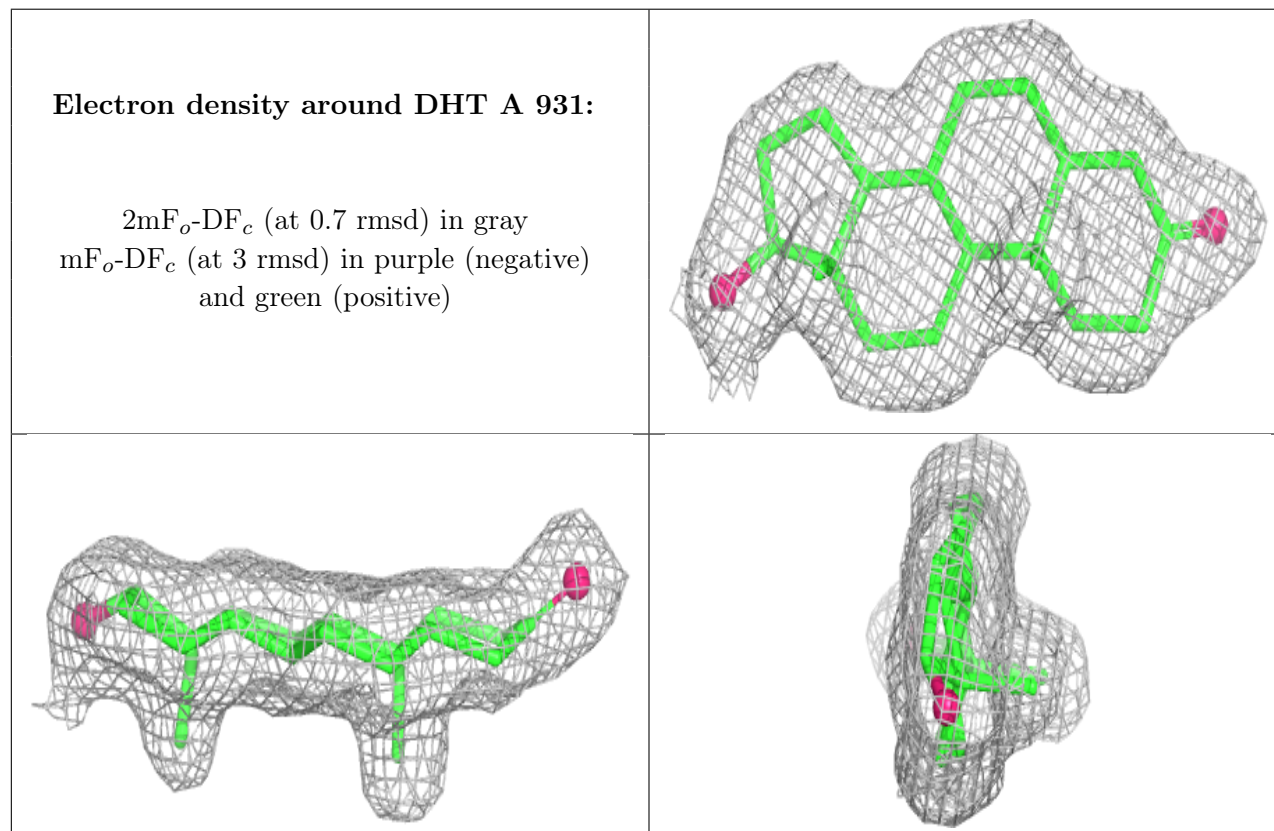 Electron density around DHT A 931:
2mFo-DFc (at 0.7 rmsd) in gray
mFo-DFc (at 3 rmsd) in purple (negative)
and green (positive)